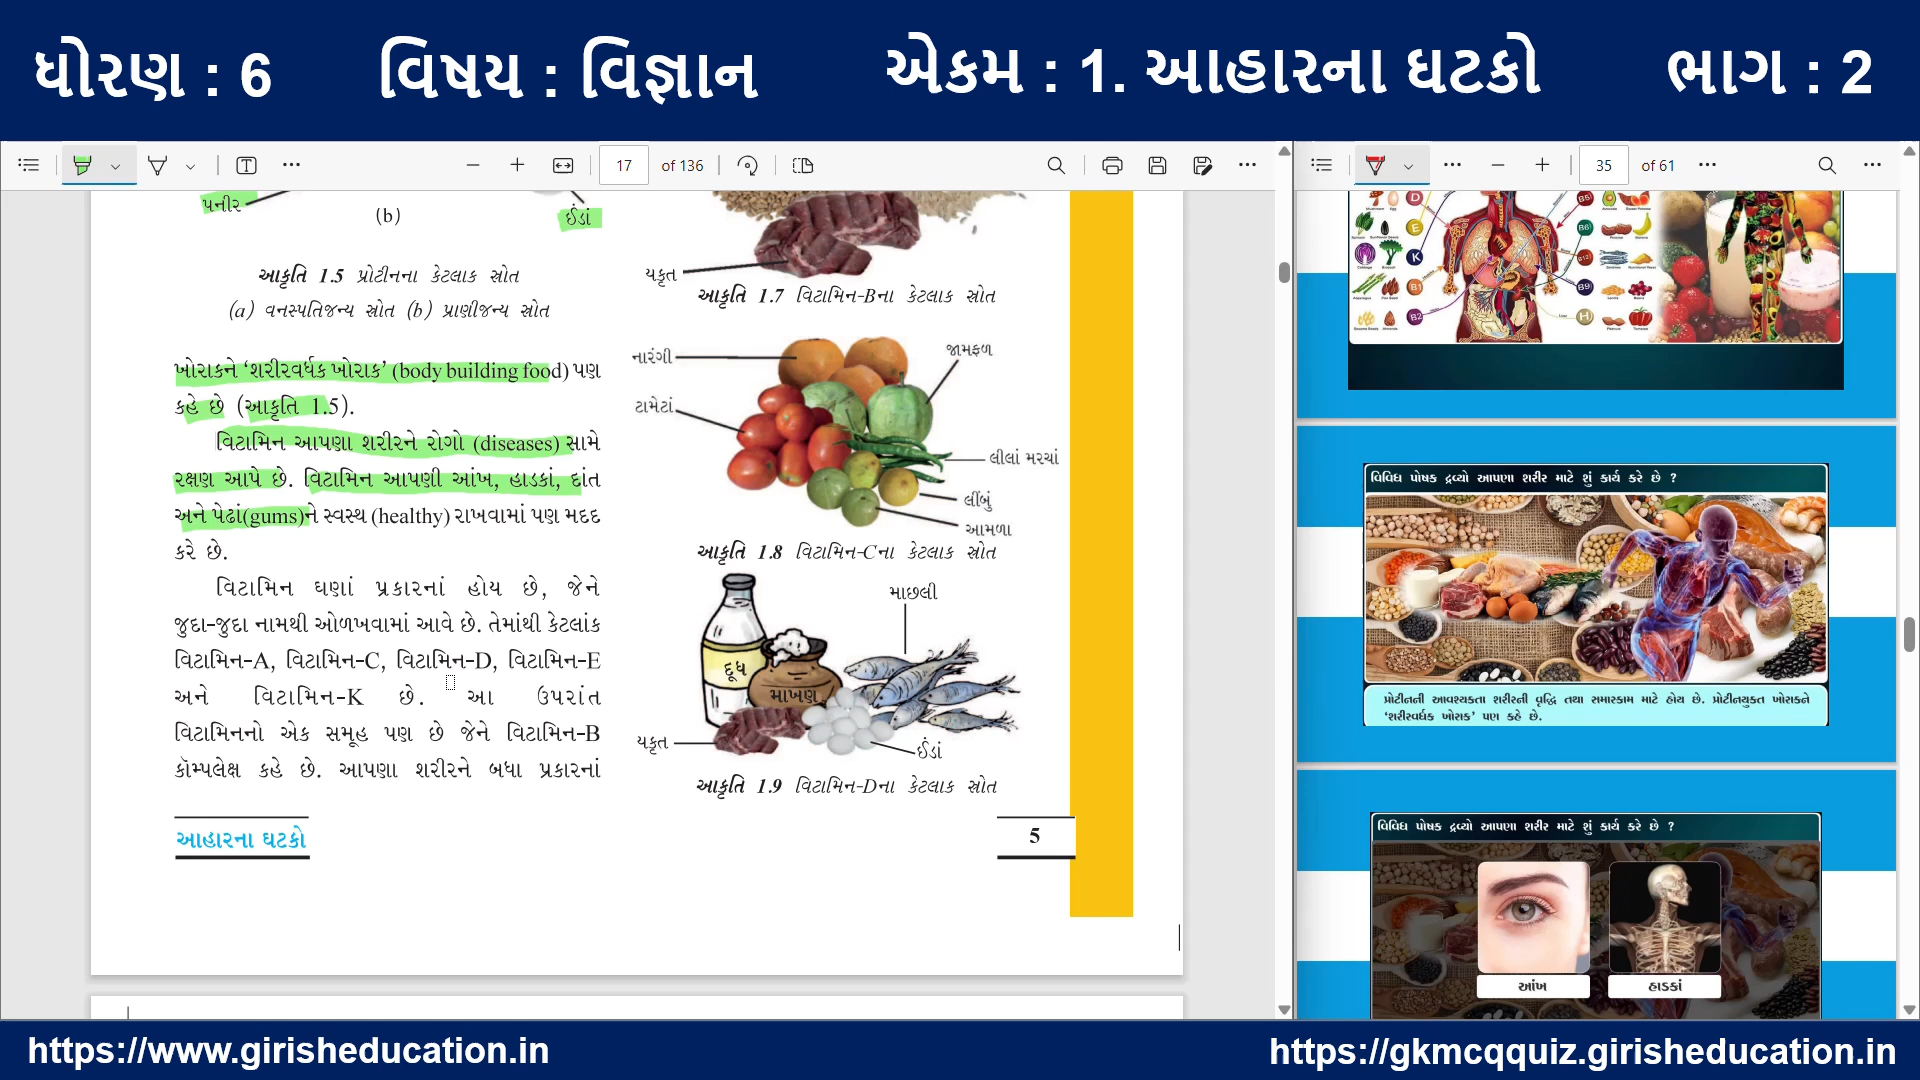 ધોરણ : 6 વિષય : વિજ્ઞાન એકમ : 1. આહારના ઘટકો ભાગ : 2
17 of 136
35 of 61
પનીર
(b)
ઈંડાં
આકૃતિ 1.5 પ્રોટીનના કેટલાક સ્રોત
(a) વનસ્પતિજન્ય સ્રોત (b) પ્રાણીજન્ય સ્રોત
ખોરાકને ‘શરીરવર્ધક ખોરાક’ (body building food) પણ
કહે છે (આકૃતિ 1.5).
વિટામિન આપણા શરીરને રોગો (diseases) સામે
રક્ષણ આપે છે. વિટામિન આપણી આંખ, હાડકાં, દાંત
અને પેઢાં(gums)ને સ્વસ્થ (healthy) રાખવામાં પણ મદદ
કરે છે.
વિટામિન ઘણાં પ્રકારનાં હોય છે, જેને
જુદા-જુદા નામથી ઓળખવામાં આવે છે. તેમાંથી કેટલાંક
વિટામિન-A, વિટામિન-C, વિટામિન-D, વિટામિન-E
અને વિટામિન-K છે. આ ઉપરાંત
વિટામિનનો એક સમૂહ પણ છે જેને વિટામિન-B
કૉમ્પલેક્ષ કહે છે. આપણા શરીરને બધા પ્રકારનાં
આહારના ઘટકો
યકૃત
આકૃતિ 1.7 વિટામિન-Bના કેટલાક સ્રોત
નારંગી
જામફળ
ટામેટાં
લીલાં મરચાં
લીંબું
આમળા
આકૃતિ 1.8 વિટામિન-Cના કેટલાક સ્રોત
માછલી
દૂધ
માખણ
યકૃત
ઈંડાં
આકૃતિ 1.9 વિટામિન-Dના કેટલાક સ્રોત
5
D
E
K
B1
B2
B5
B6
B12
B9
H
વિવિધ પોષક દ્રવ્યો આપણા શરીર માટે શું કાર્ય કરે છે ?
પ્રોટીનની આવશ્યકતા શરીરની વૃદ્ધિ તથા સમારકામ માટે હોય છે. પ્રોટીનયુક્ત ખોરાકને
‘શરીરવર્ધક ખોરાક’ પણ કહે છે.
વિવિધ પોષક દ્રવ્યો આપણા શરીર માટે શું કાર્ય કરે છે ?
આંખ
હાડકાં
https://www.girisheducation.in
https://gkmcqquiz.girisheducation.in